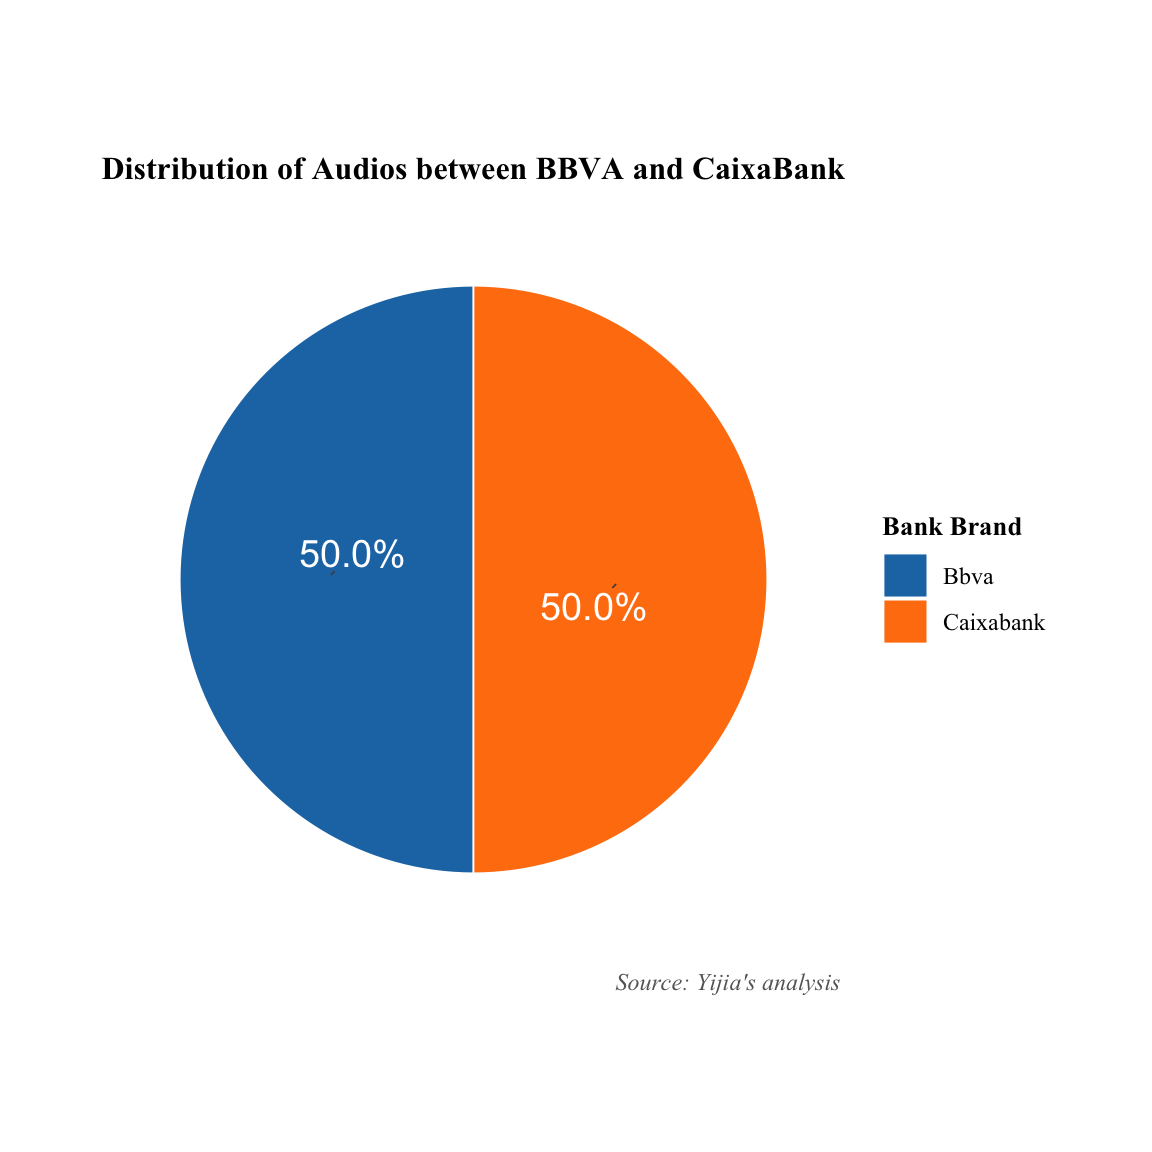 Distribution of Audios between BBVA and CaixaBank
50.0%
50.0%
Bank Brand
Bbva
Caixabank
Source: Yijia's analysis